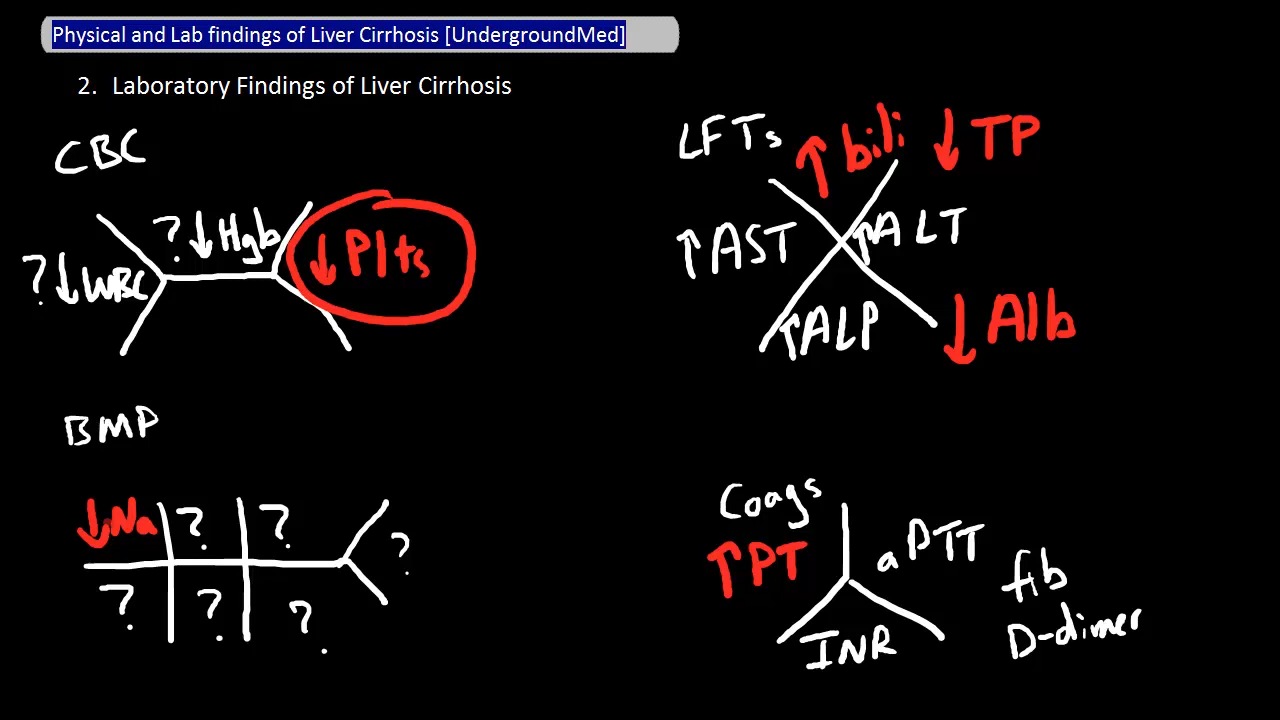 Physical and Lab findings of Liver Cirrhosis [UndergroundMed]
2. Laboratory Findings of Liver Cirrhosis
CBC
? ↓ WBC
? ↓ Hgb
↓ Plts
LFTs
↑ bili
↓ TP
↑ AST
↑ ALT
↑ ALP
↓ Alb
BMP
↓ Na ? ? ?
? ? ?
Coags
↑ PT
aPTT
INR
fib
D-dimer